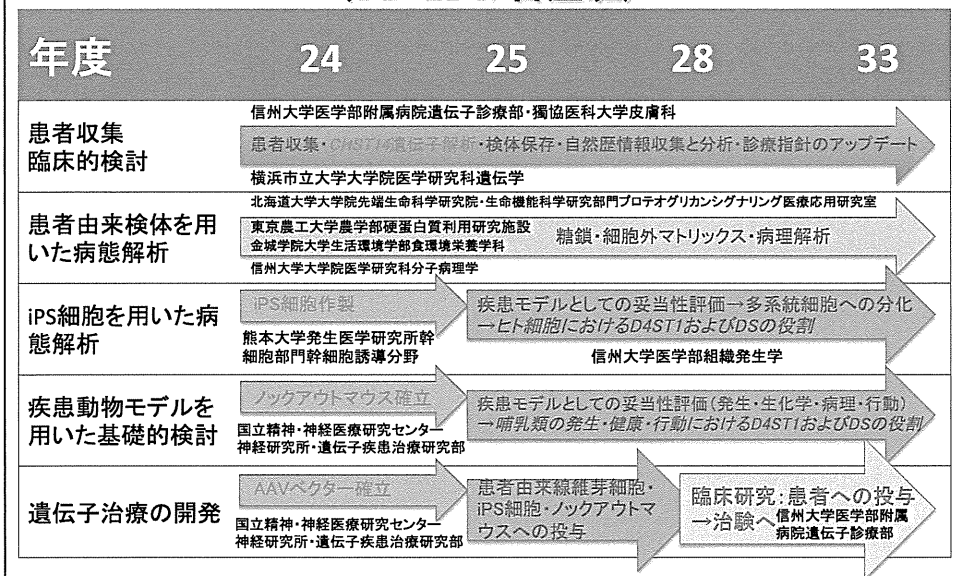 年度 24 25 28 33
患者収集
臨床的検討
信州大学医学部附属病院遺伝子診療部・獨協医科大学皮膚科
患者収集・CHST14遺伝子解析・検体保存・自然歴情報収集と分析・診療指針のアップデート
横浜市立大学大学院医学研究科遺伝学
患者由来検体を用
いた病態解析
北海道大学大学院先端生命科学研究院・生命機能科学研究部門プロテオグリカンシグナリング医療応用研究室
東京農工大学農学部硬蛋白質利用研究施設
金城学院大学生活環境学部食環境栄養学科
糖鎖・細胞外マトリックス・病理解析
信州大学大学院医学研究科分子病理学
iPS細胞を用いた病
態解析
iPS細胞作製
熊本大学発生医学研究所幹
細胞部門幹細胞誘導分野
疾患モデルとしての妥当性評価→多系統細胞への分化
→ヒト細胞におけるD4ST1およびDSの役割
信州大学医学部組織発生学
疾患動物モデルを
用いた基礎的検討
ノックアウトマウス確立
国立精神・神経医療研究センター
神経研究所・遺伝子疾患治療研究部
疾患モデルとしての妥当性評価(発生・生化学・病理・行動)
→哺乳類の発生・健康・行動におけるD4ST1およびDSの役割
遺伝子治療の開発
AAVベクター確立
国立精神・神経医療研究センター
神経研究所・遺伝子疾患治療研究部
患者由来線維芽細胞・
iPS細胞・ノックアウトマ
ウスへの投与
臨床研究:患者への投与
→治験へ
信州大学医学部附属
病院遺伝子診療部